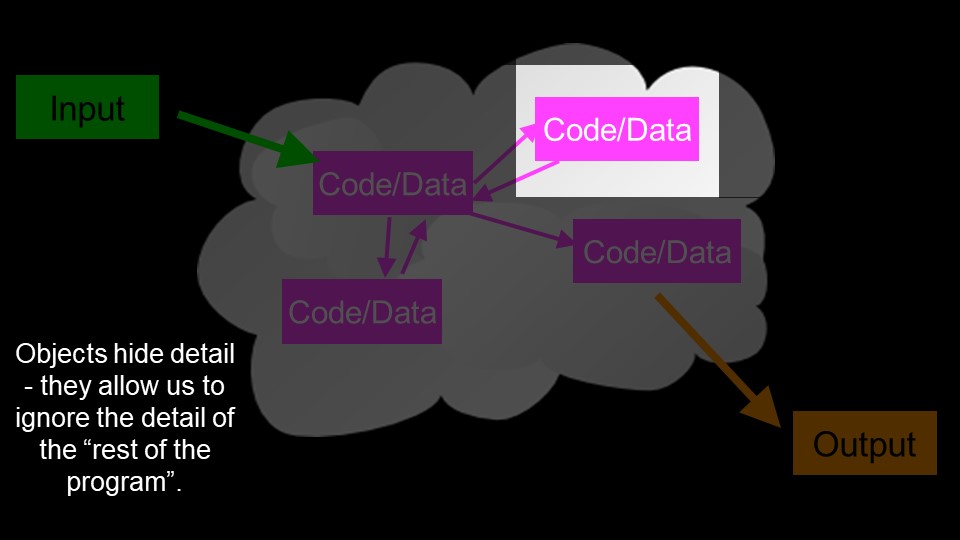 Input
Code/Data
Code/Data
Code/Data
Code/Data
Objects hide detail
- they allow us to
ignore the detail of
the “rest of the
program”.
Output